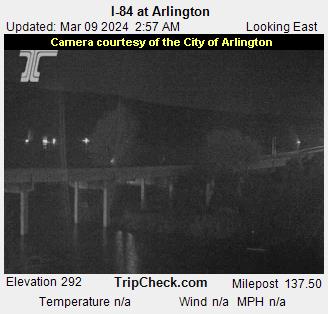 I-84 at Arlington
Updated: Mar 09 2024 2:57 AM Looking East
Camera courtesy of the City of Arlington
Elevation 292 TripCheck.com Milepost 137.50
Temperature n/a Wind n/a MPH n/a